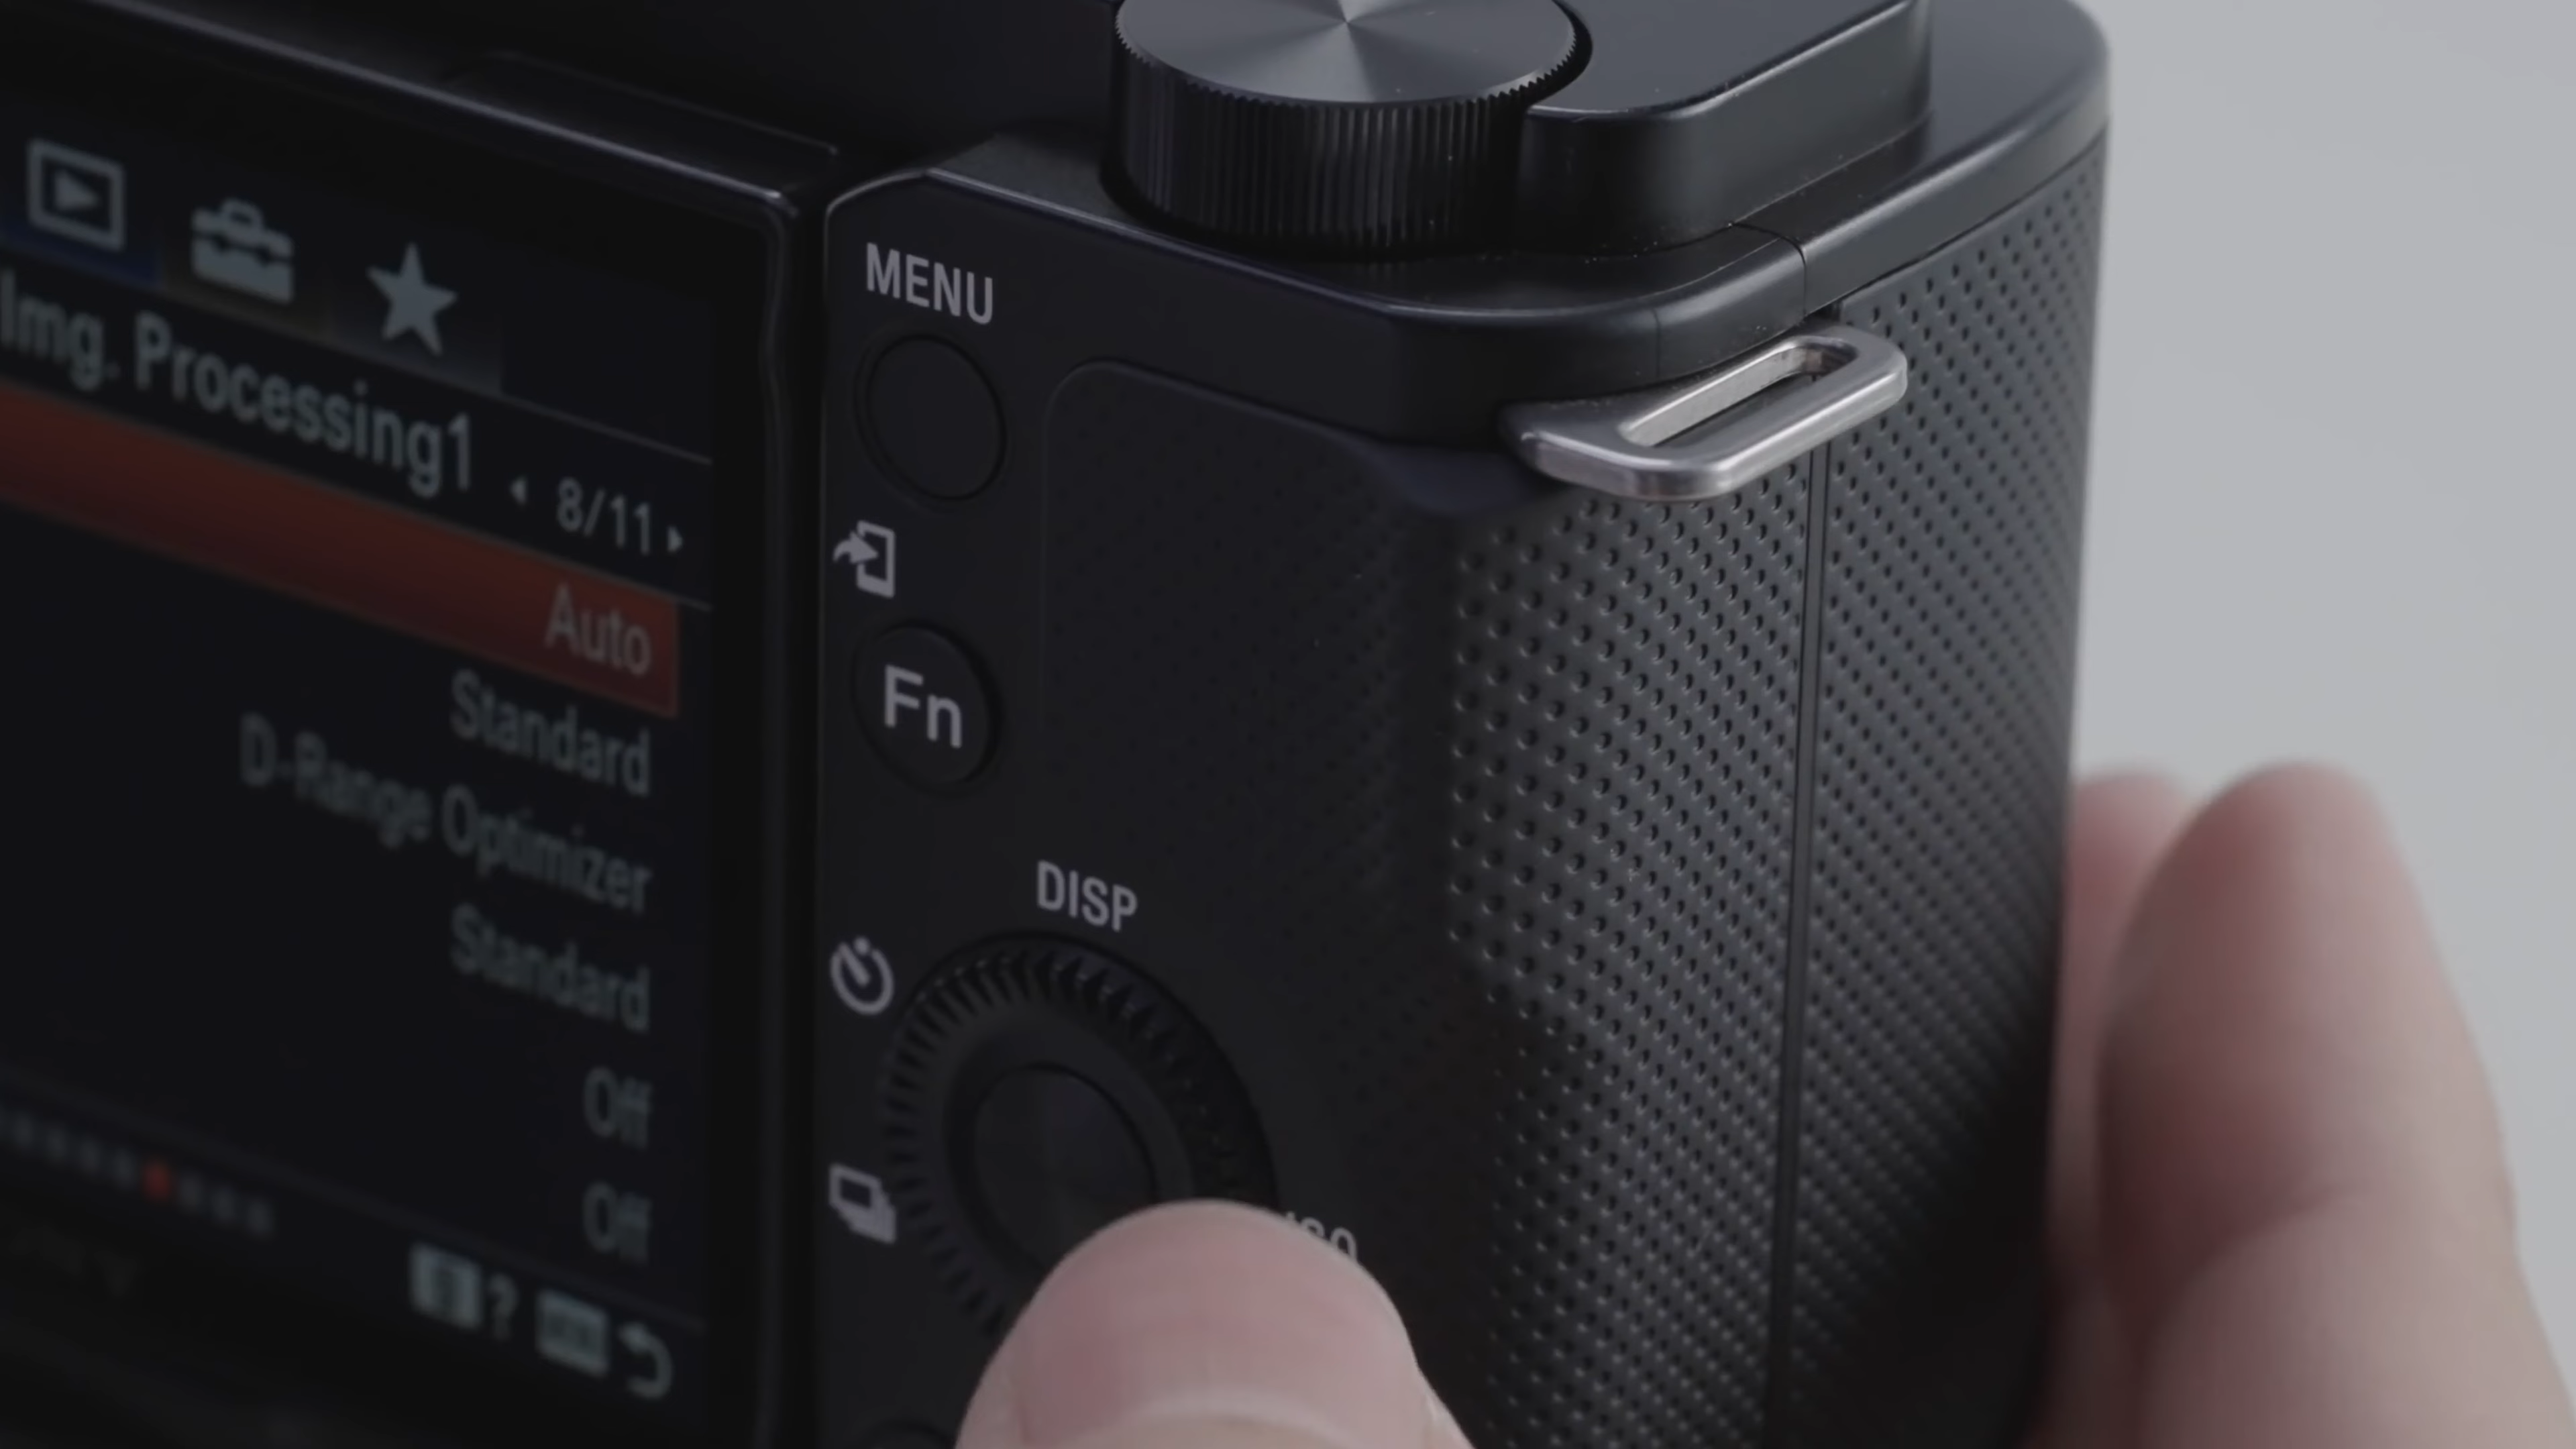 Img. Processing1
8/11
Auto
Standard
D-Range Optimizer
Standard
Off
Off
?
MENU
Fn
DISP